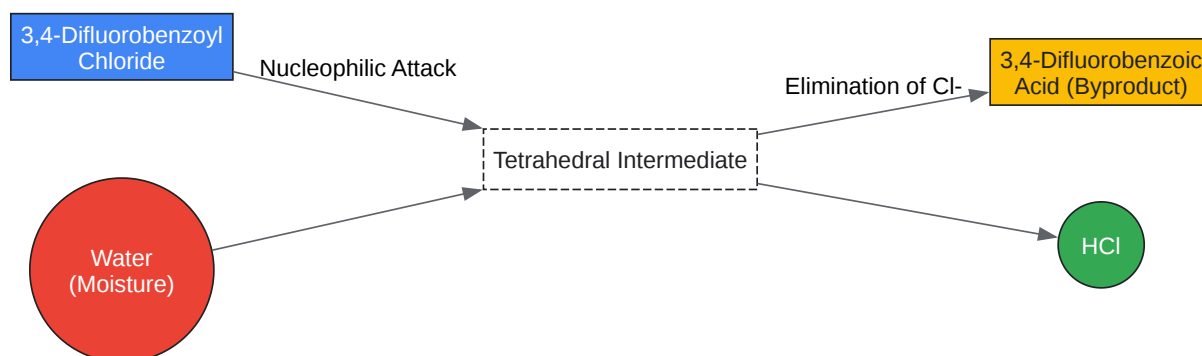 3,4-Difluorobenzoyl
Chloride
Nucleophilic Attack
Water
(Moisture)
Tetrahedral Intermediate
Elimination of Cl-
3,4-Difluorobenzoic
Acid (Byproduct)
HCl